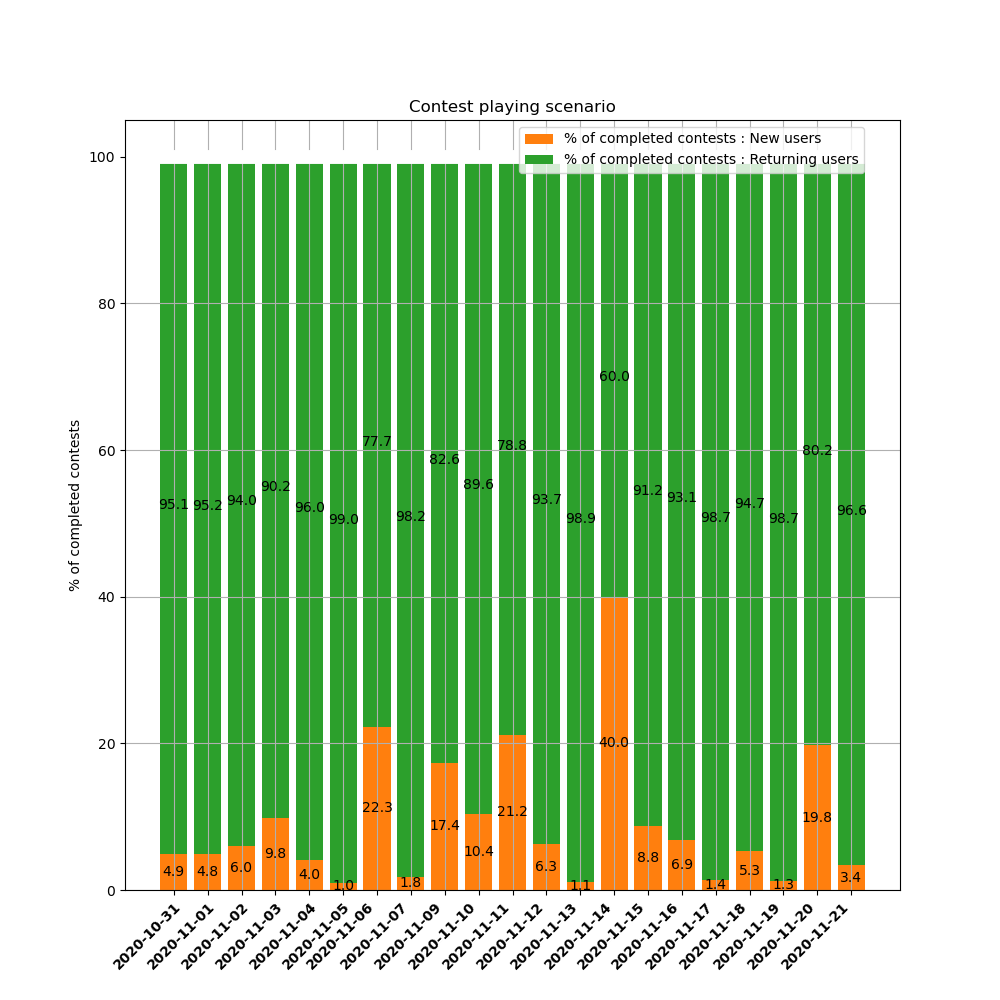 Contest playing scenario
% of completed contests : New users
% of completed contests : Returning users
% of completed contests
100
80
60
40
20
0
95.1 95.2 94.0 90.2 96.0 99.0 77.7 98.2 82.6 89.6 78.8 93.7 98.9 60.0 91.2 93.1 98.7 94.7 98.7 80.2 96.6
4.9 4.8 6.0 9.8 4.0 1.0 22.3 1.8 17.4 10.4 21.2 6.3 1.1 40.0 8.8 6.9 1.4 5.3 1.3 19.8 3.4
2020-10-31 2020-11-01 2020-11-02 2020-11-03 2020-11-04 2020-11-05 2020-11-06 2020-11-07 2020-11-09 2020-11-10 2020-11-11 2020-11-12 2020-11-13 2020-11-14 2020-11-15 2020-11-16 2020-11-17 2020-11-18 2020-11-19 2020-11-20 2020-11-21